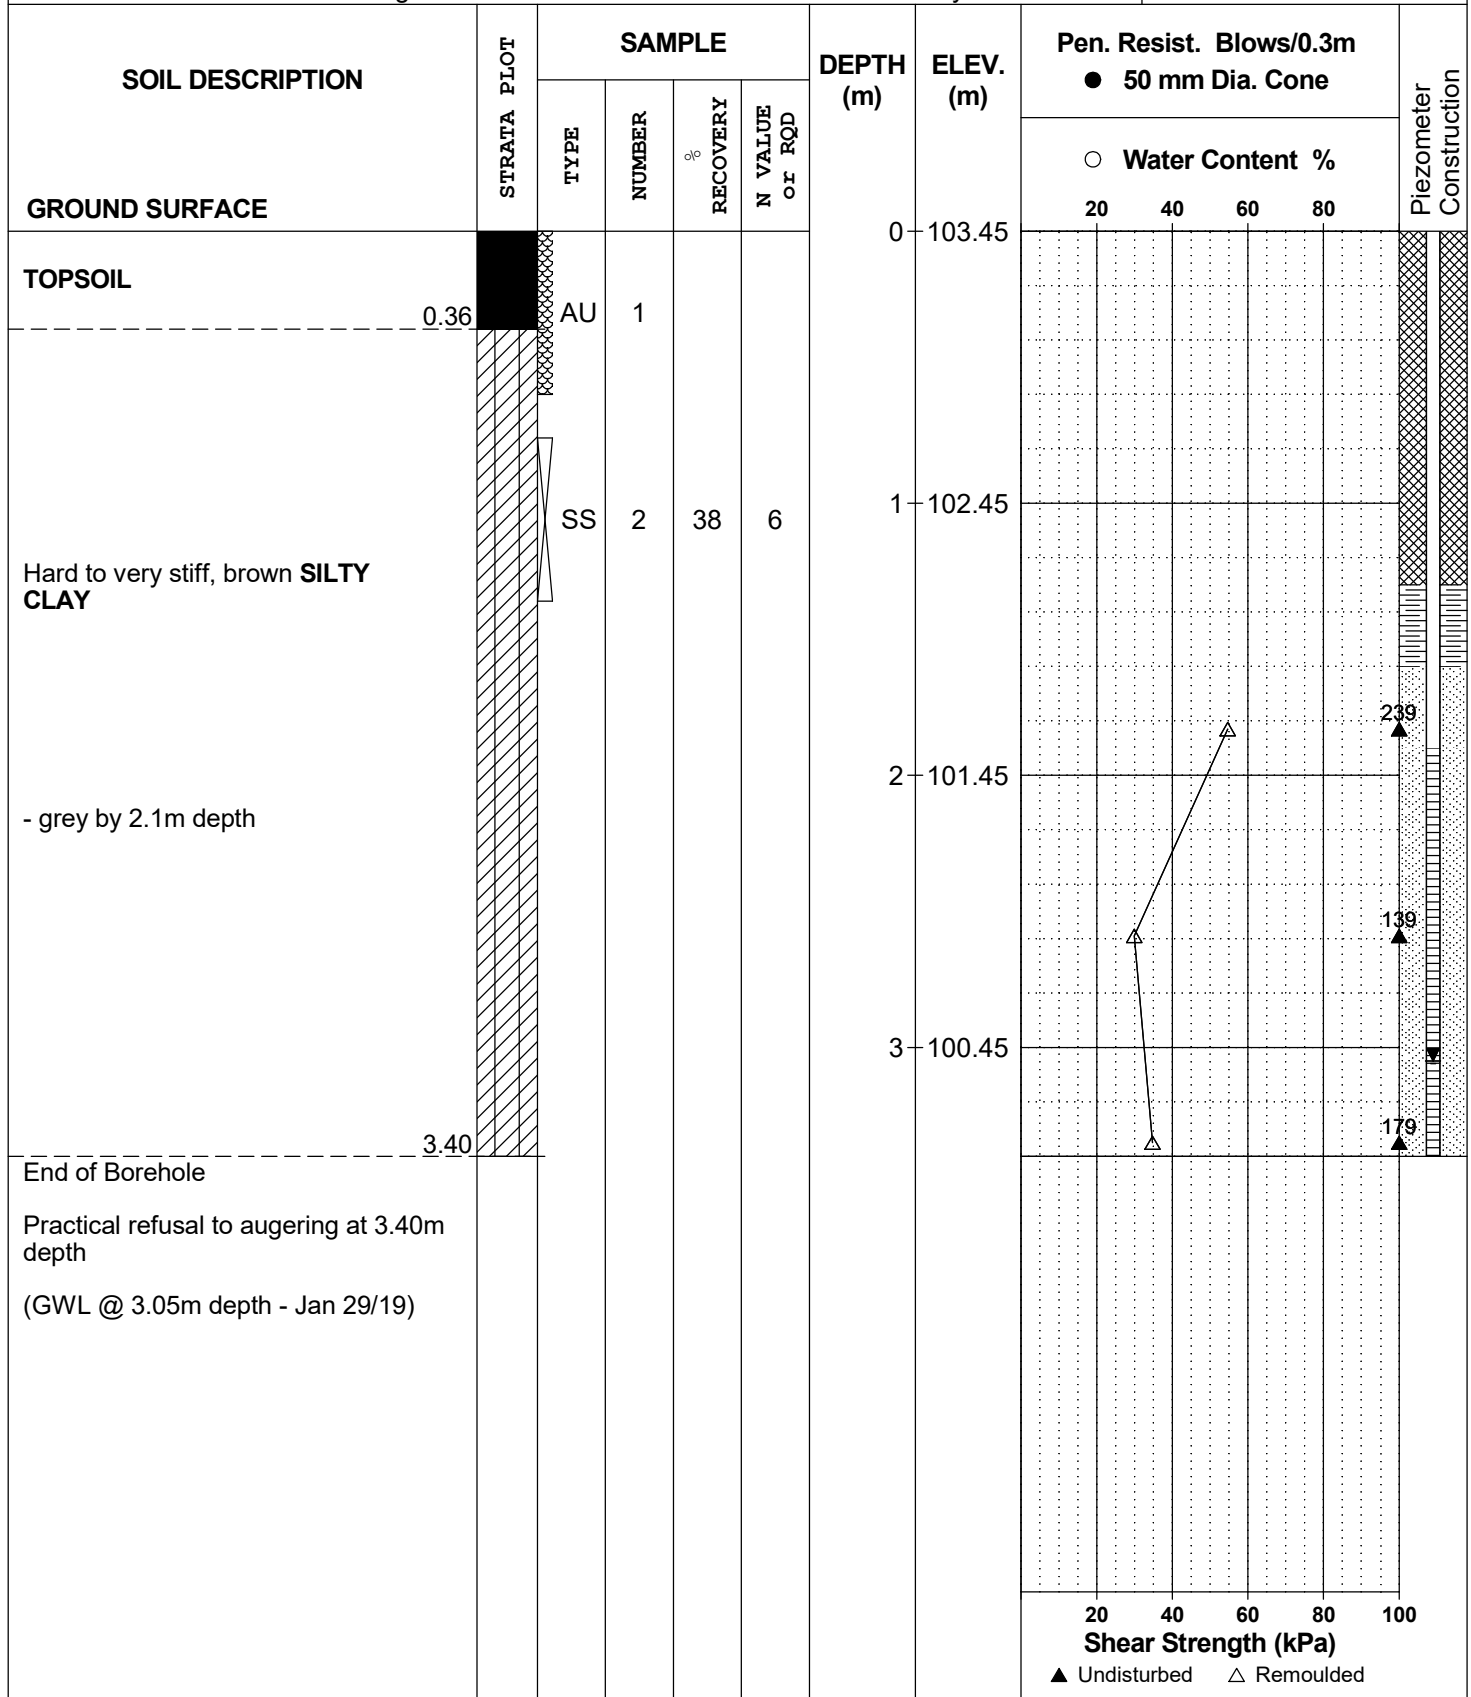 SOIL DESCRIPTION
GROUND SURFACE
STRATA PLOT
SAMPLE
TYPE
NUMBER
%
RECOVERY
N VALUE
or RQD
DEPTH
(m)
ELEV.
(m)
Pen. Resist. Blows/0.3m
● 50 mm Dia. Cone
○ Water Content %
20 40 60 80
Piezometer
Construction
0 103.45
TOPSOIL
0.36
AU 1
1 102.45
SS 2 38 6
Hard to very stiff, brown SILTY
CLAY
239
2 101.45
- grey by 2.1m depth
139
3 100.45
179
3.40
End of Borehole
Practical refusal to augering at 3.40m
depth
(GWL @ 3.05m depth - Jan 29/19)
20 40 60 80 100
Shear Strength (kPa)
▲ Undisturbed △ Remoulded